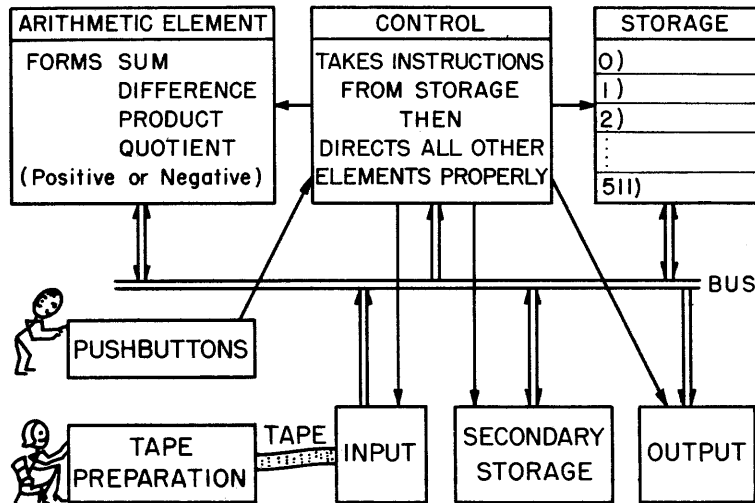 ARITHMETIC ELEMENT
FORMS SUM
DIFFERENCE
PRODUCT
QUOTIENT
(Positive or Negative)
CONTROL
TAKES INSTRUCTIONS
FROM STORAGE
THEN
DIRECTS ALL OTHER
ELEMENTS PROPERLY
STORAGE
0)
1)
2)
511)
BUS
PUSHBUTTONS
TAPE
PREPARATION
TAPE
INPUT
SECONDARY
STORAGE
OUTPUT